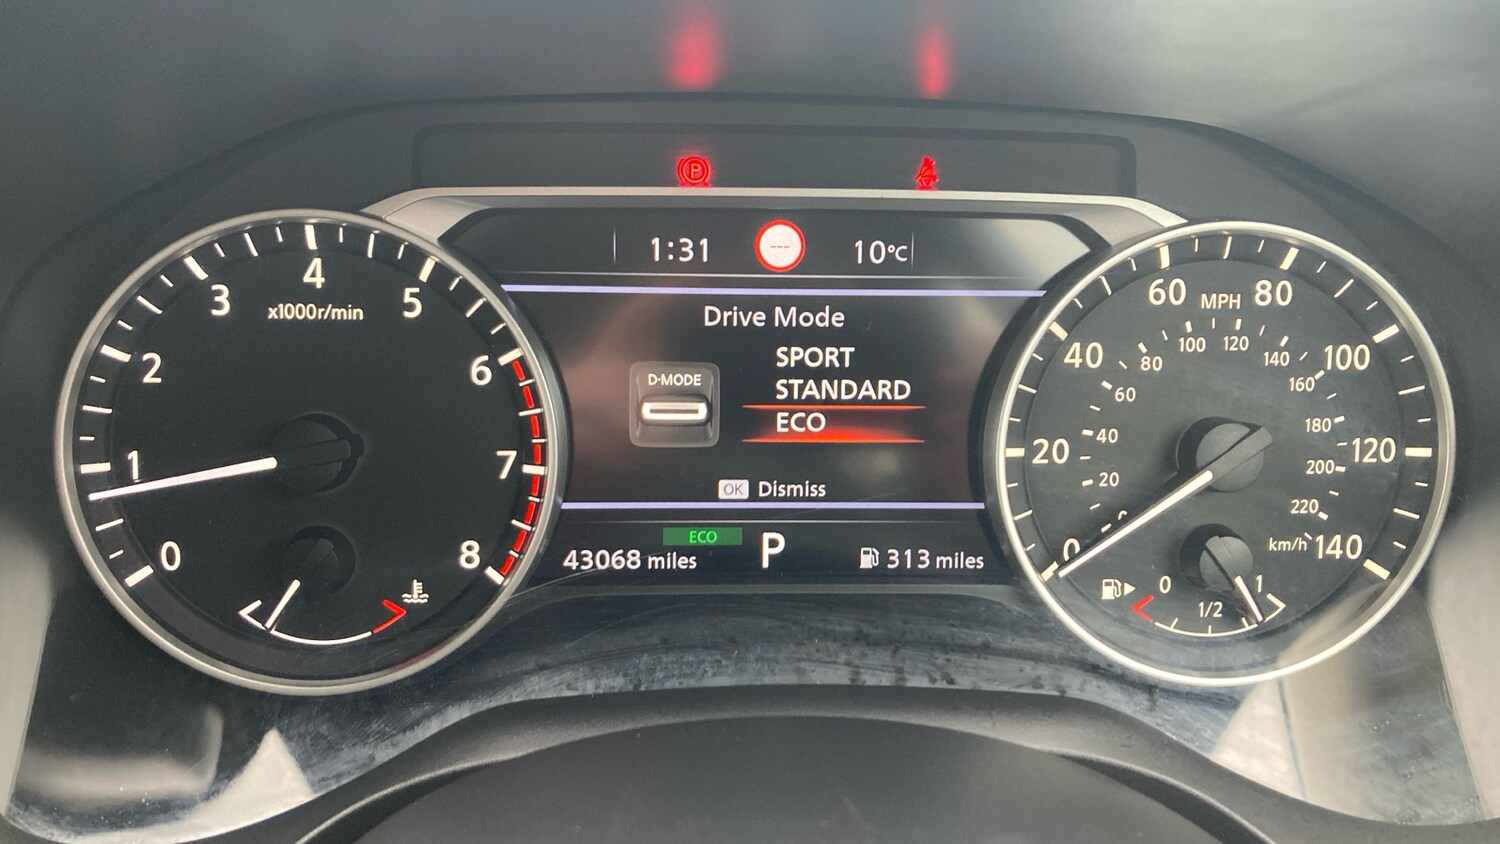 P
1:31
---
10°C
Drive Mode
SPORT
STANDARD
ECO
D-MODE
OK Dismiss
ECO
43068 miles
P
313 miles
0
1
2
3
4
5
6
7
8
x1000r/min
0
20
40
60
80
100
120
140
MPH
0
20
40
60
80
100
120
140
160
180
200
220
km/h
0
1/2
1